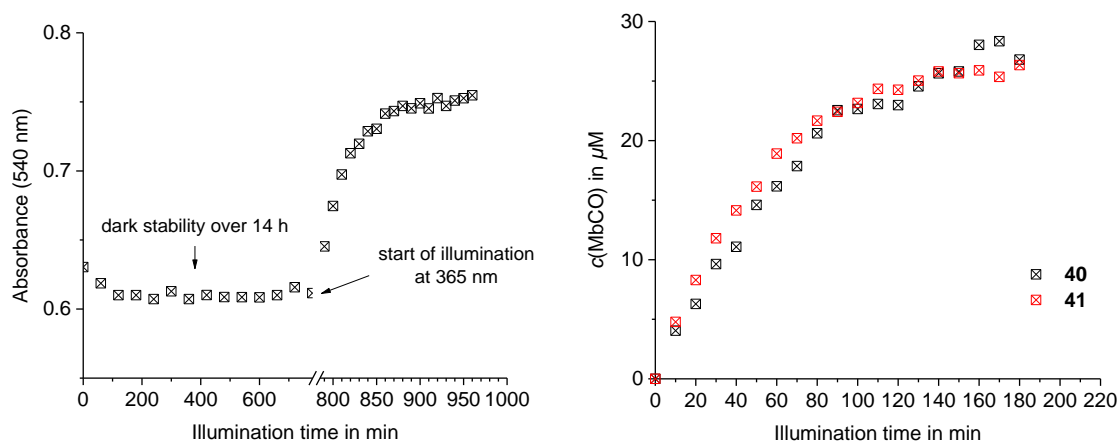 0.8
0.7
0.6
Absorbance (540 nm)
dark stability over 14 h
start of illumination
at 365 nm
0 200 400 600 800 850 900 950 1000
Illumination time in min
30
20
10
0
c(MbCO) in µM
40
41
0 20 40 60 80 100 120 140 160 180 200 220
Illumination time in min